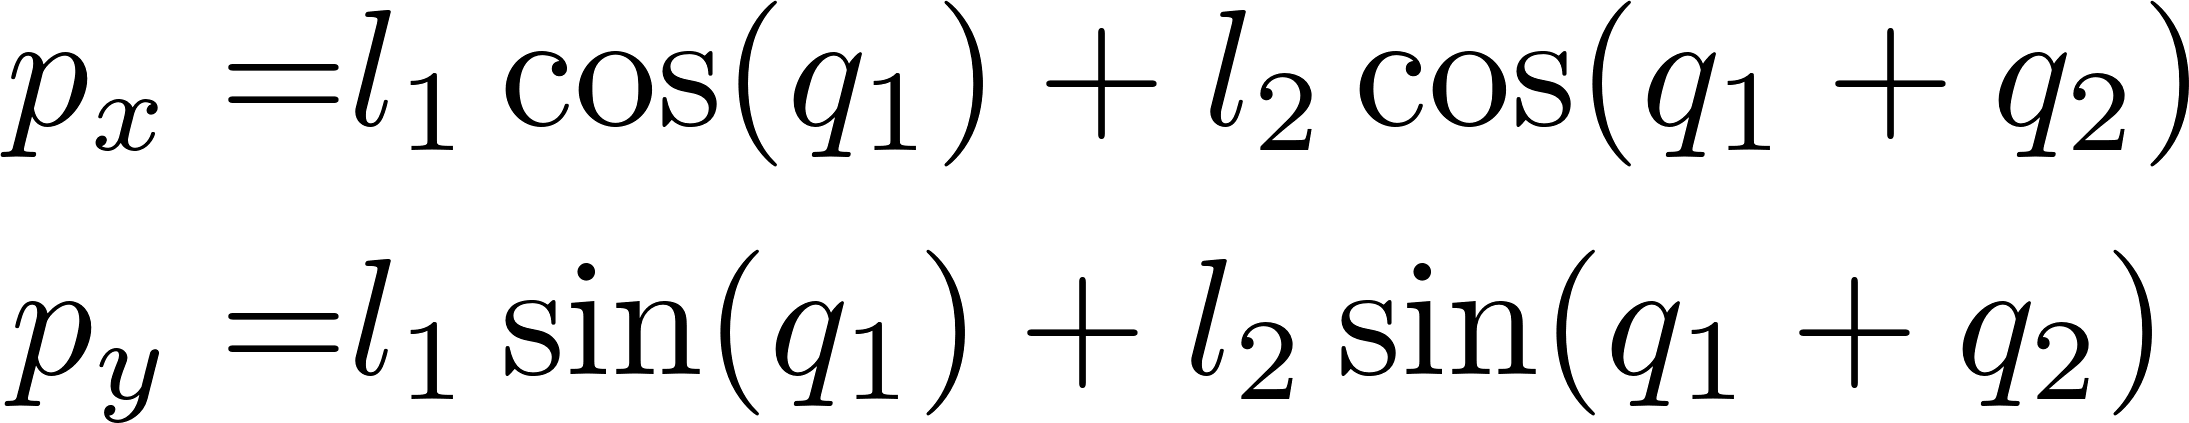 p_x = l_1 cos(q_1) + l_2 cos(q_1 + q_2)
p_y = l_1 sin(q_1) + l_2 sin(q_1 + q_2)